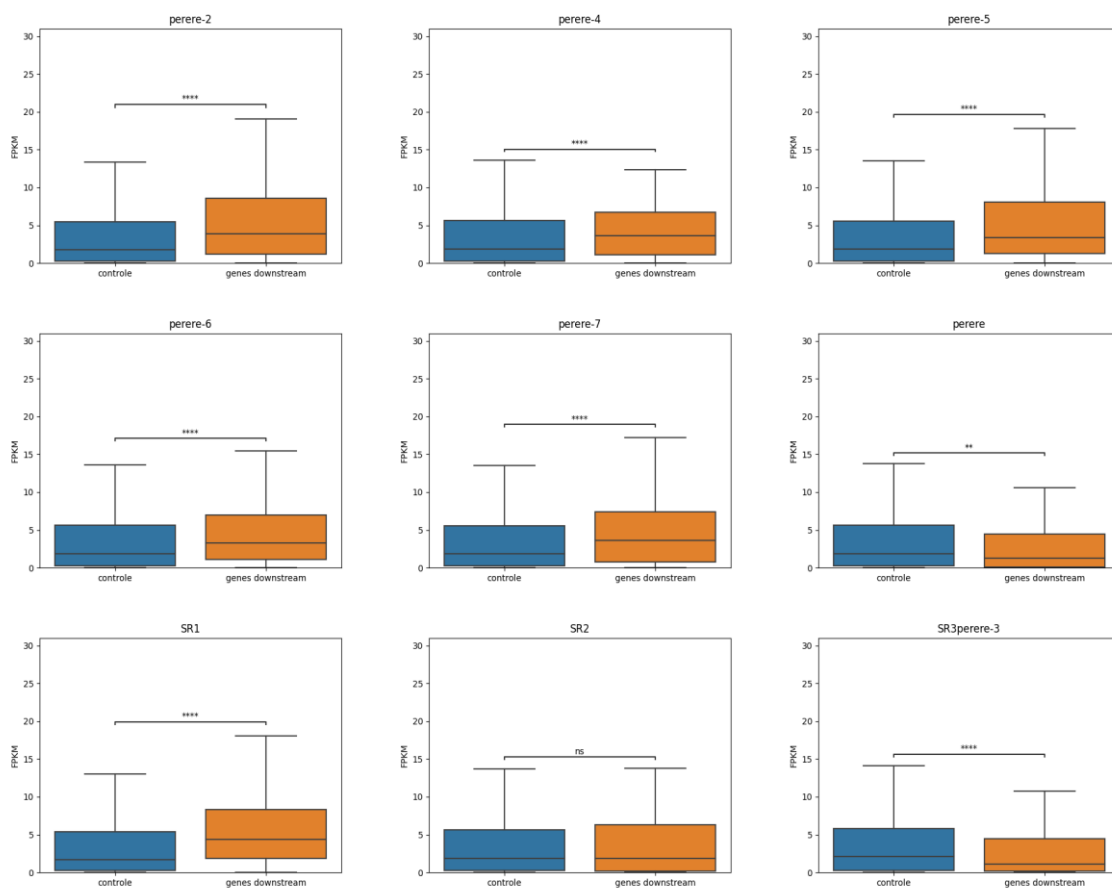 perere-2
30
25
20
15
10
5
0
FPKM
****
controle
genes downstream
perere-4
30
25
20
15
10
5
0
FPKM
****
controle
genes downstream
perere-5
30
25
20
15
10
5
0
FPKM
****
controle
genes downstream
perere-6
30
25
20
15
10
5
0
FPKM
****
controle
genes downstream
perere-7
30
25
20
15
10
5
0
FPKM
****
controle
genes downstream
perere
30
25
20
15
10
5
0
FPKM
**
controle
genes downstream
SR1
30
25
20
15
10
5
0
FPKM
****
controle
genes downstream
SR2
30
25
20
15
10
5
0
FPKM
ns
controle
genes downstream
SR3perere-3
30
25
20
15
10
5
0
FPKM
****
controle
genes downstream